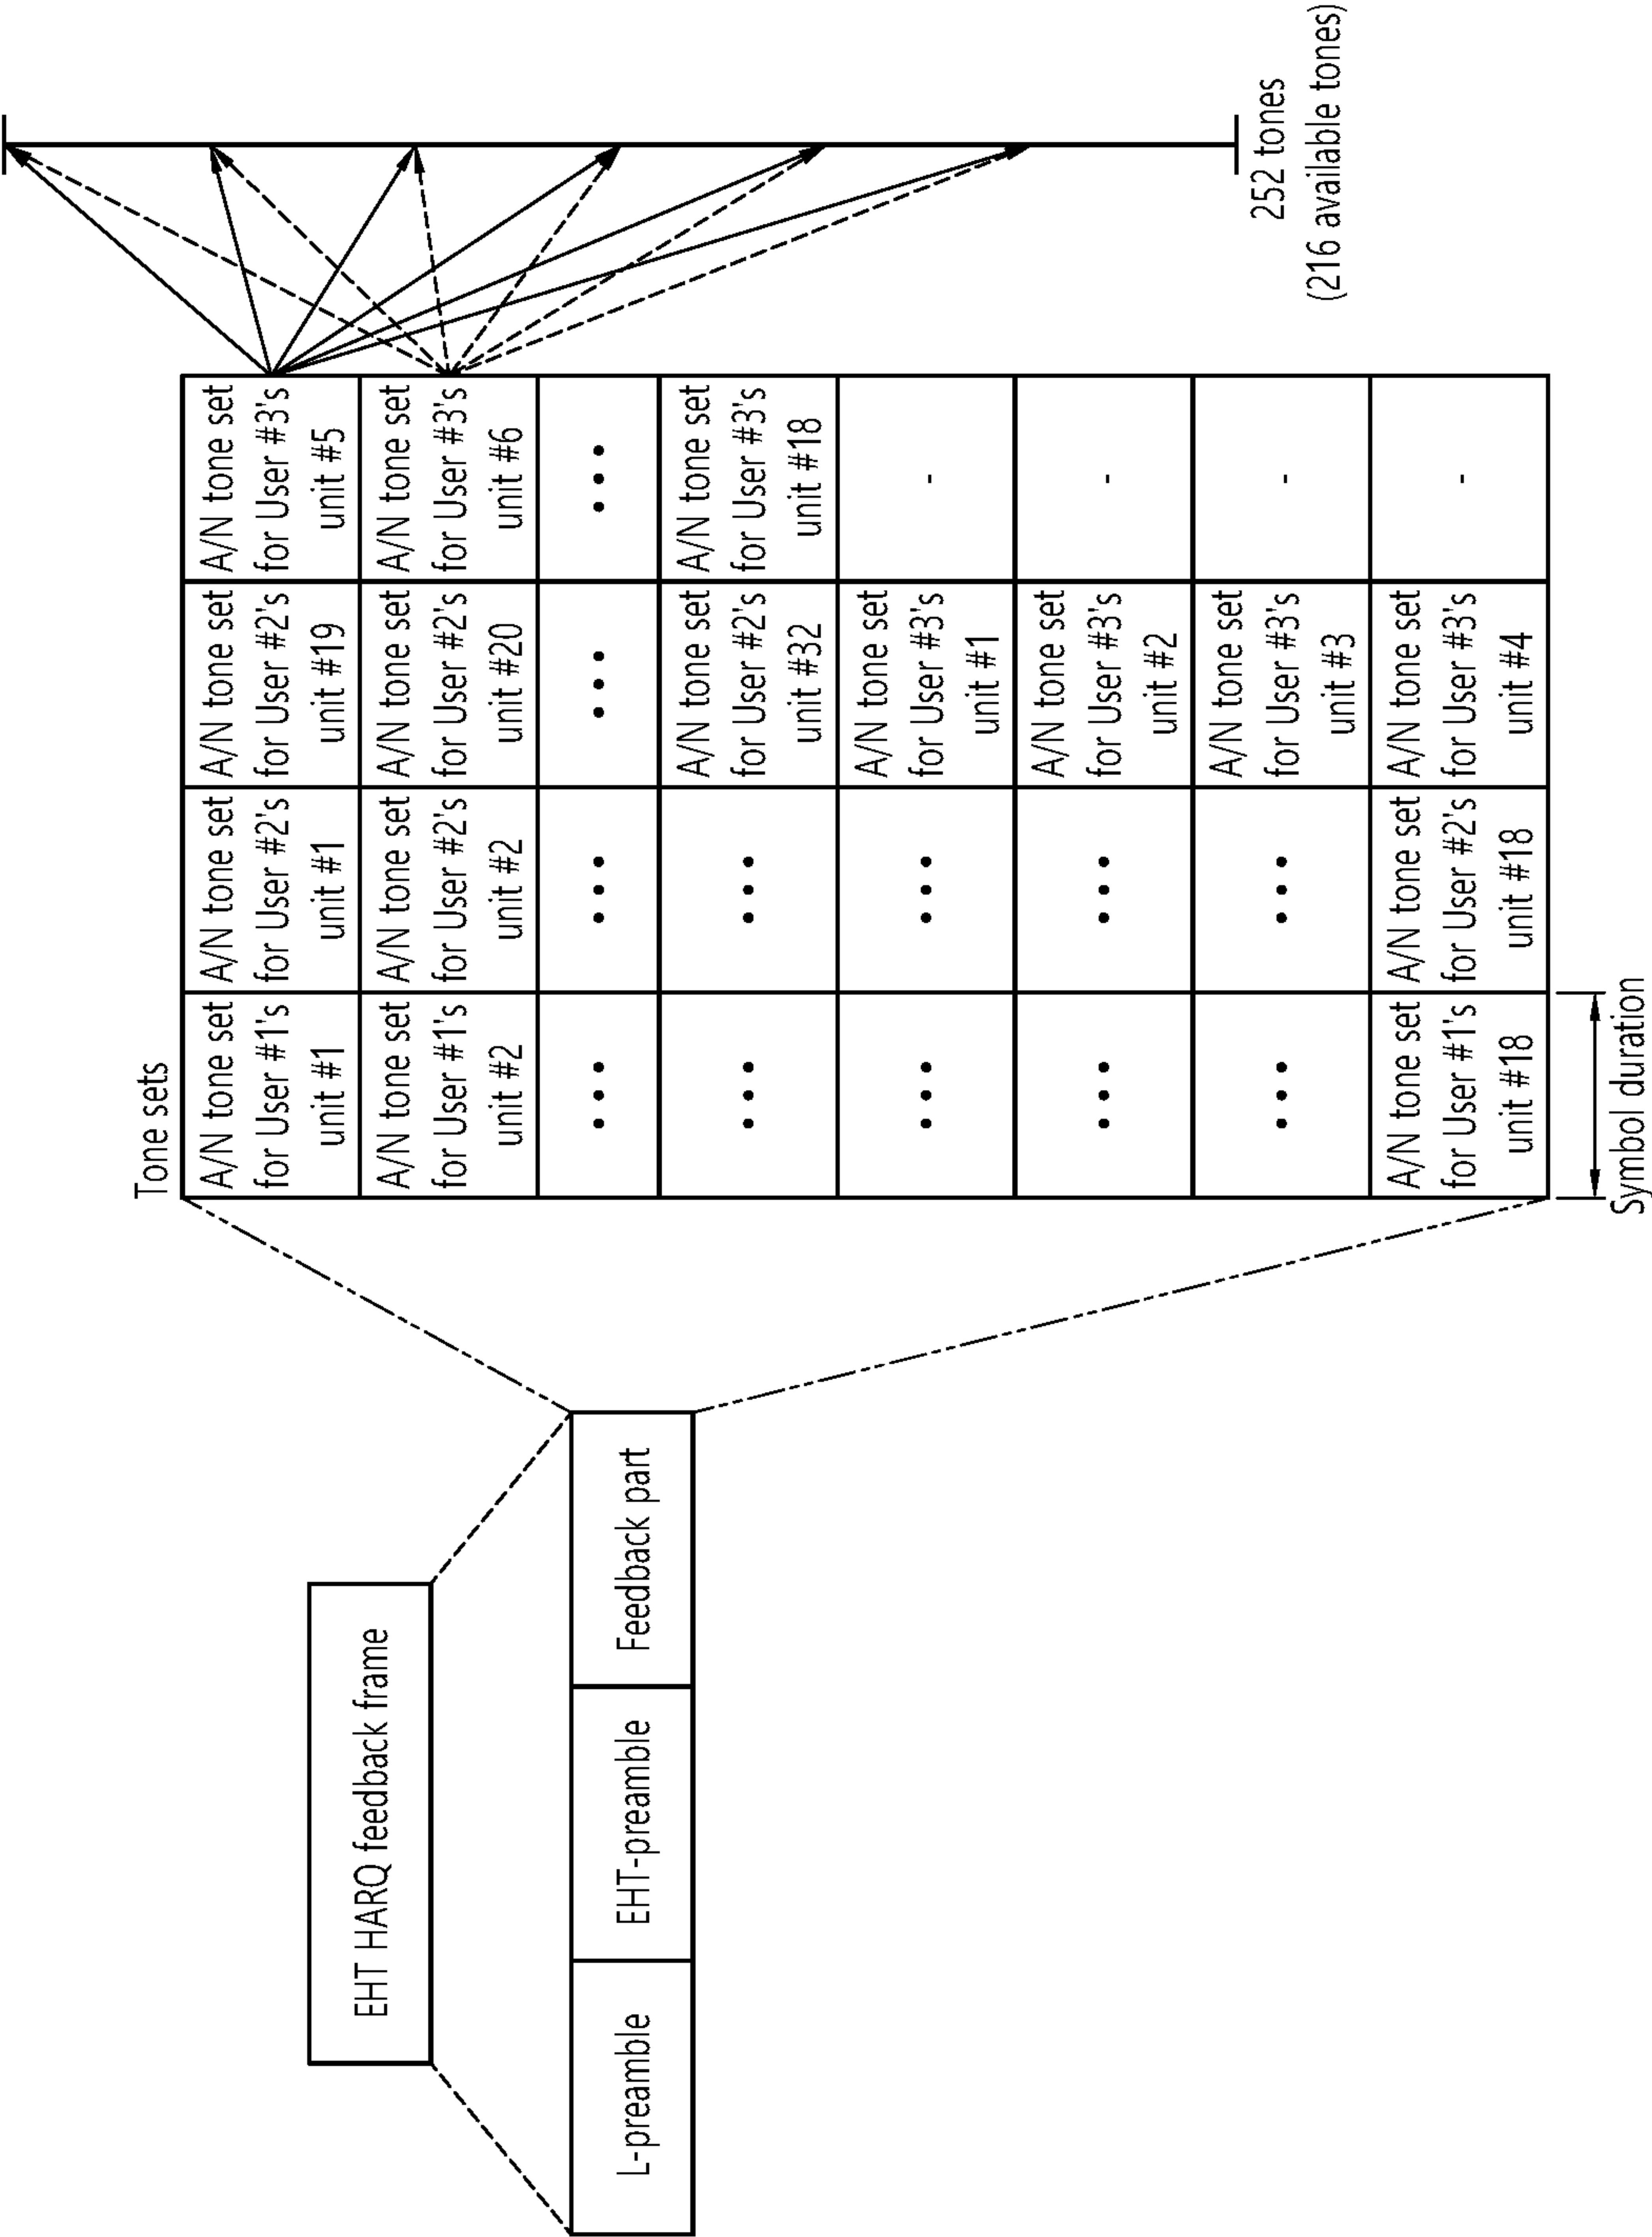 EHT HARQ feedback frame
L-preamble
EHT-preamble
Feedback part
Tone sets
A/N tone set
for User #1's
unit #1
A/N tone set
for User #2's
unit #1
A/N tone set
for User #2's
unit #19
A/N tone set
for User #3's
unit #5
A/N tone set
for User #1's
unit #2
A/N tone set
for User #2's
unit #2
A/N tone set
for User #2's
unit #20
A/N tone set
for User #3's
unit #6
•••
•••
•••
•••
•••
•••
A/N tone set
for User #2's
unit #32
A/N tone set
for User #3's
unit #18
•••
•••
A/N tone set
for User #3's
unit #1
-
•••
•••
A/N tone set
for User #3's
unit #2
-
•••
•••
A/N tone set
for User #3's
unit #3
-
A/N tone set
for User #1's
unit #18
A/N tone set
for User #2's
unit #18
A/N tone set
for User #3's
unit #4
-
Symbol duration
252 tones
(216 available tones)